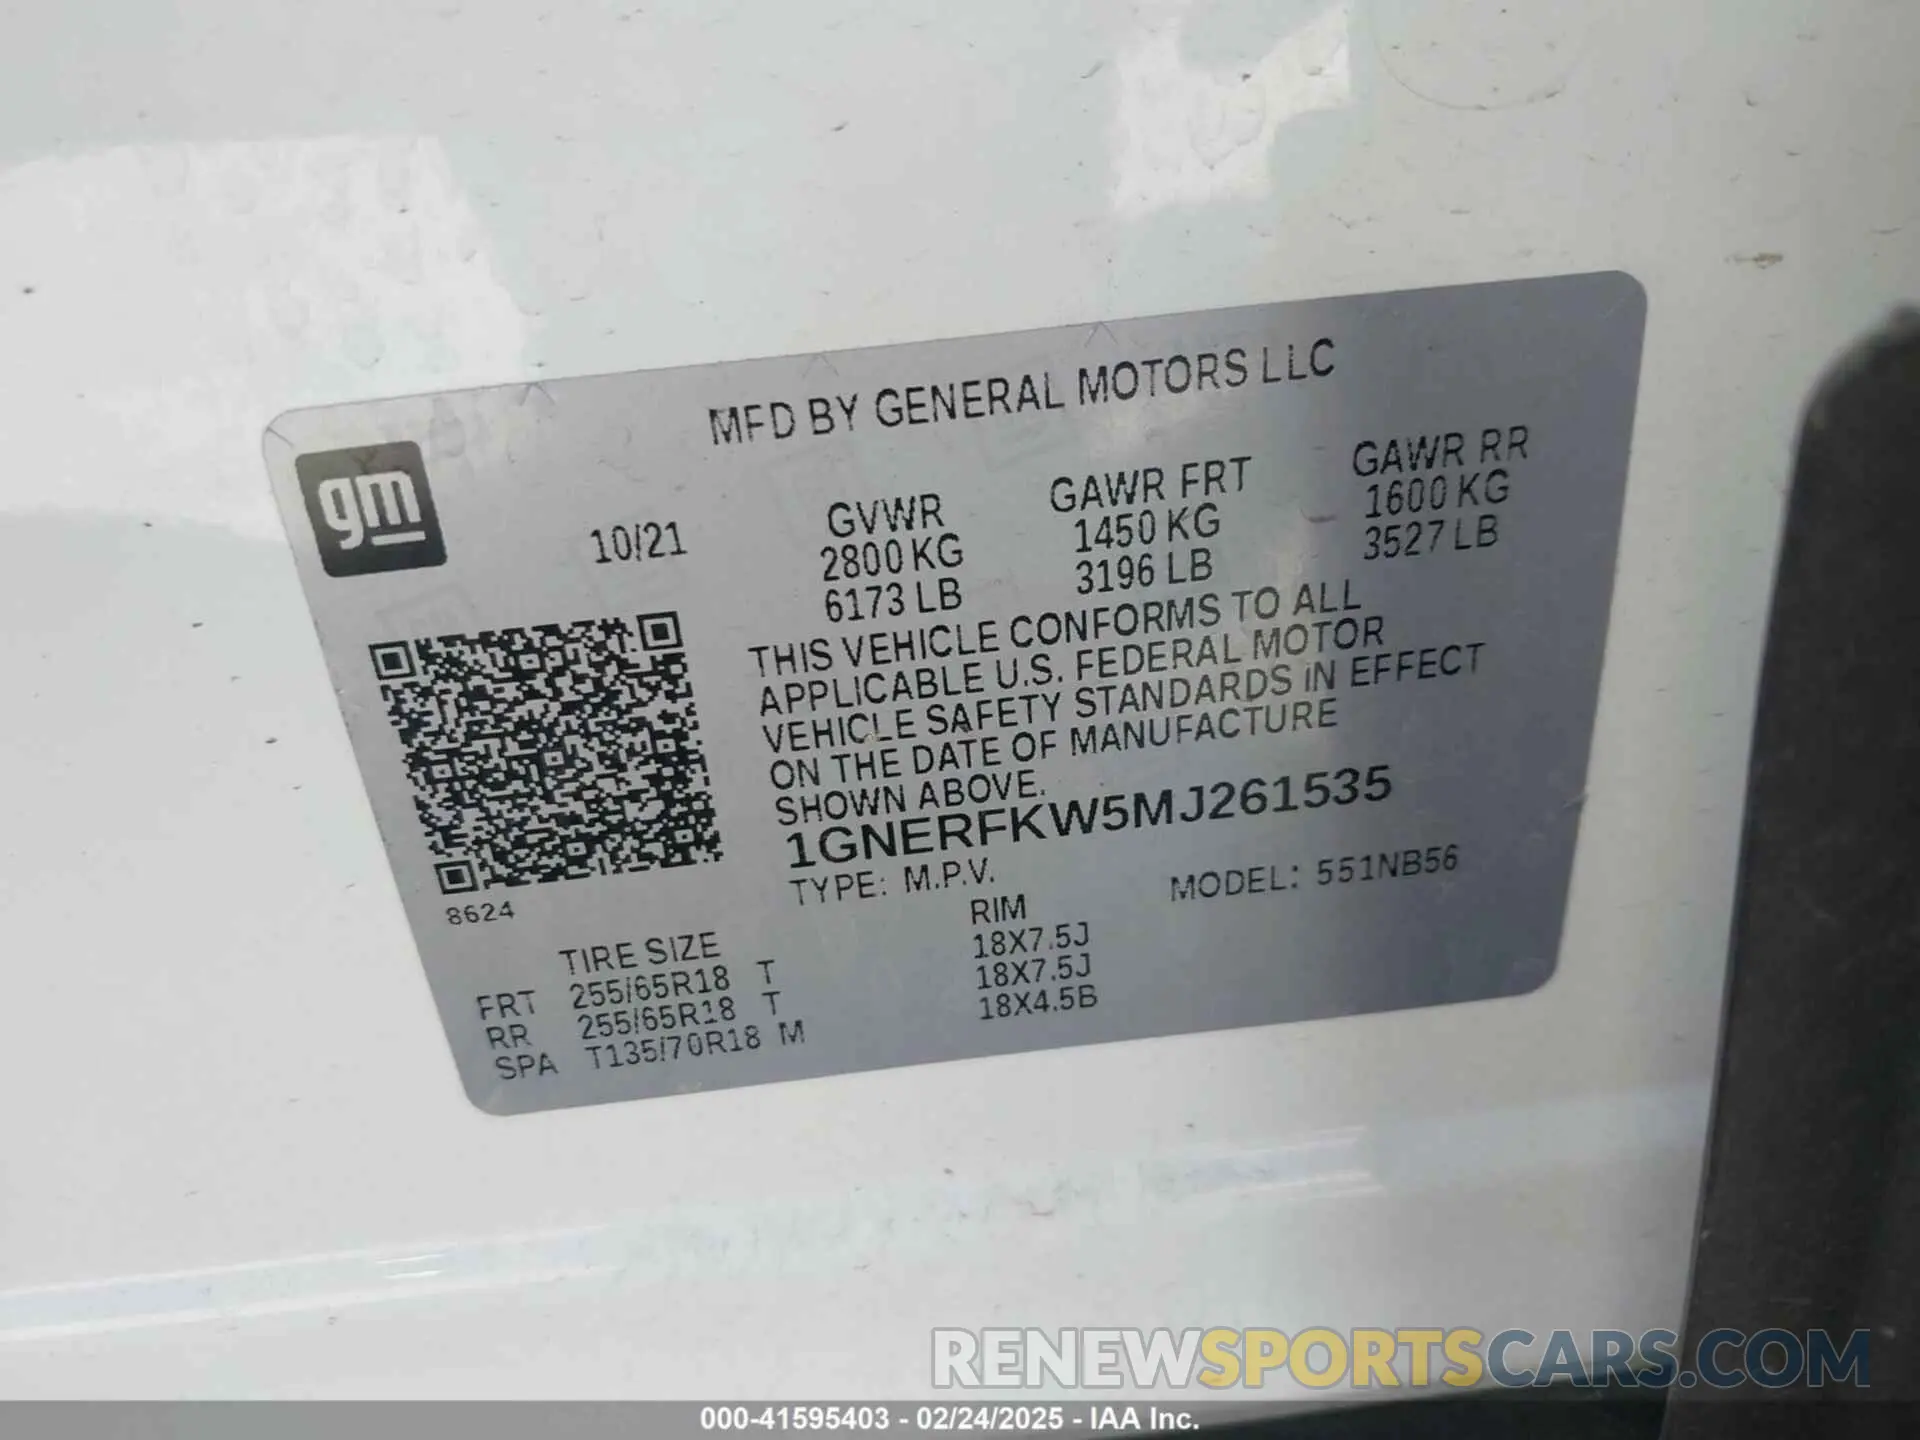 MFD BY GENERAL MOTORS LLC
gm
10/21
GVWR
2800 KG
6173 LB
GAWR FRT
1450 KG
3196 LB
GAWR RR
1600 KG
3527 LB
THIS VEHICLE CONFORMS TO ALL
APPLICABLE U.S. FEDERAL MOTOR
VEHICLE SAFETY STANDARDS IN EFFECT
ON THE DATE OF MANUFACTURE
SHOWN ABOVE.
1GNERFKW5MJ261535
TYPE: M.P.V.
MODEL: 551NB56
8624
TIRE SIZE
RIM
FRT 255/65R18 T 18X7.5J
RR 255/65R18 T 18X7.5J
SPA T135/70R18 M 18X4.5B
RENEWSPORTSCARS.COM
000-41595403 - 02/24/2025 - IAA Inc.